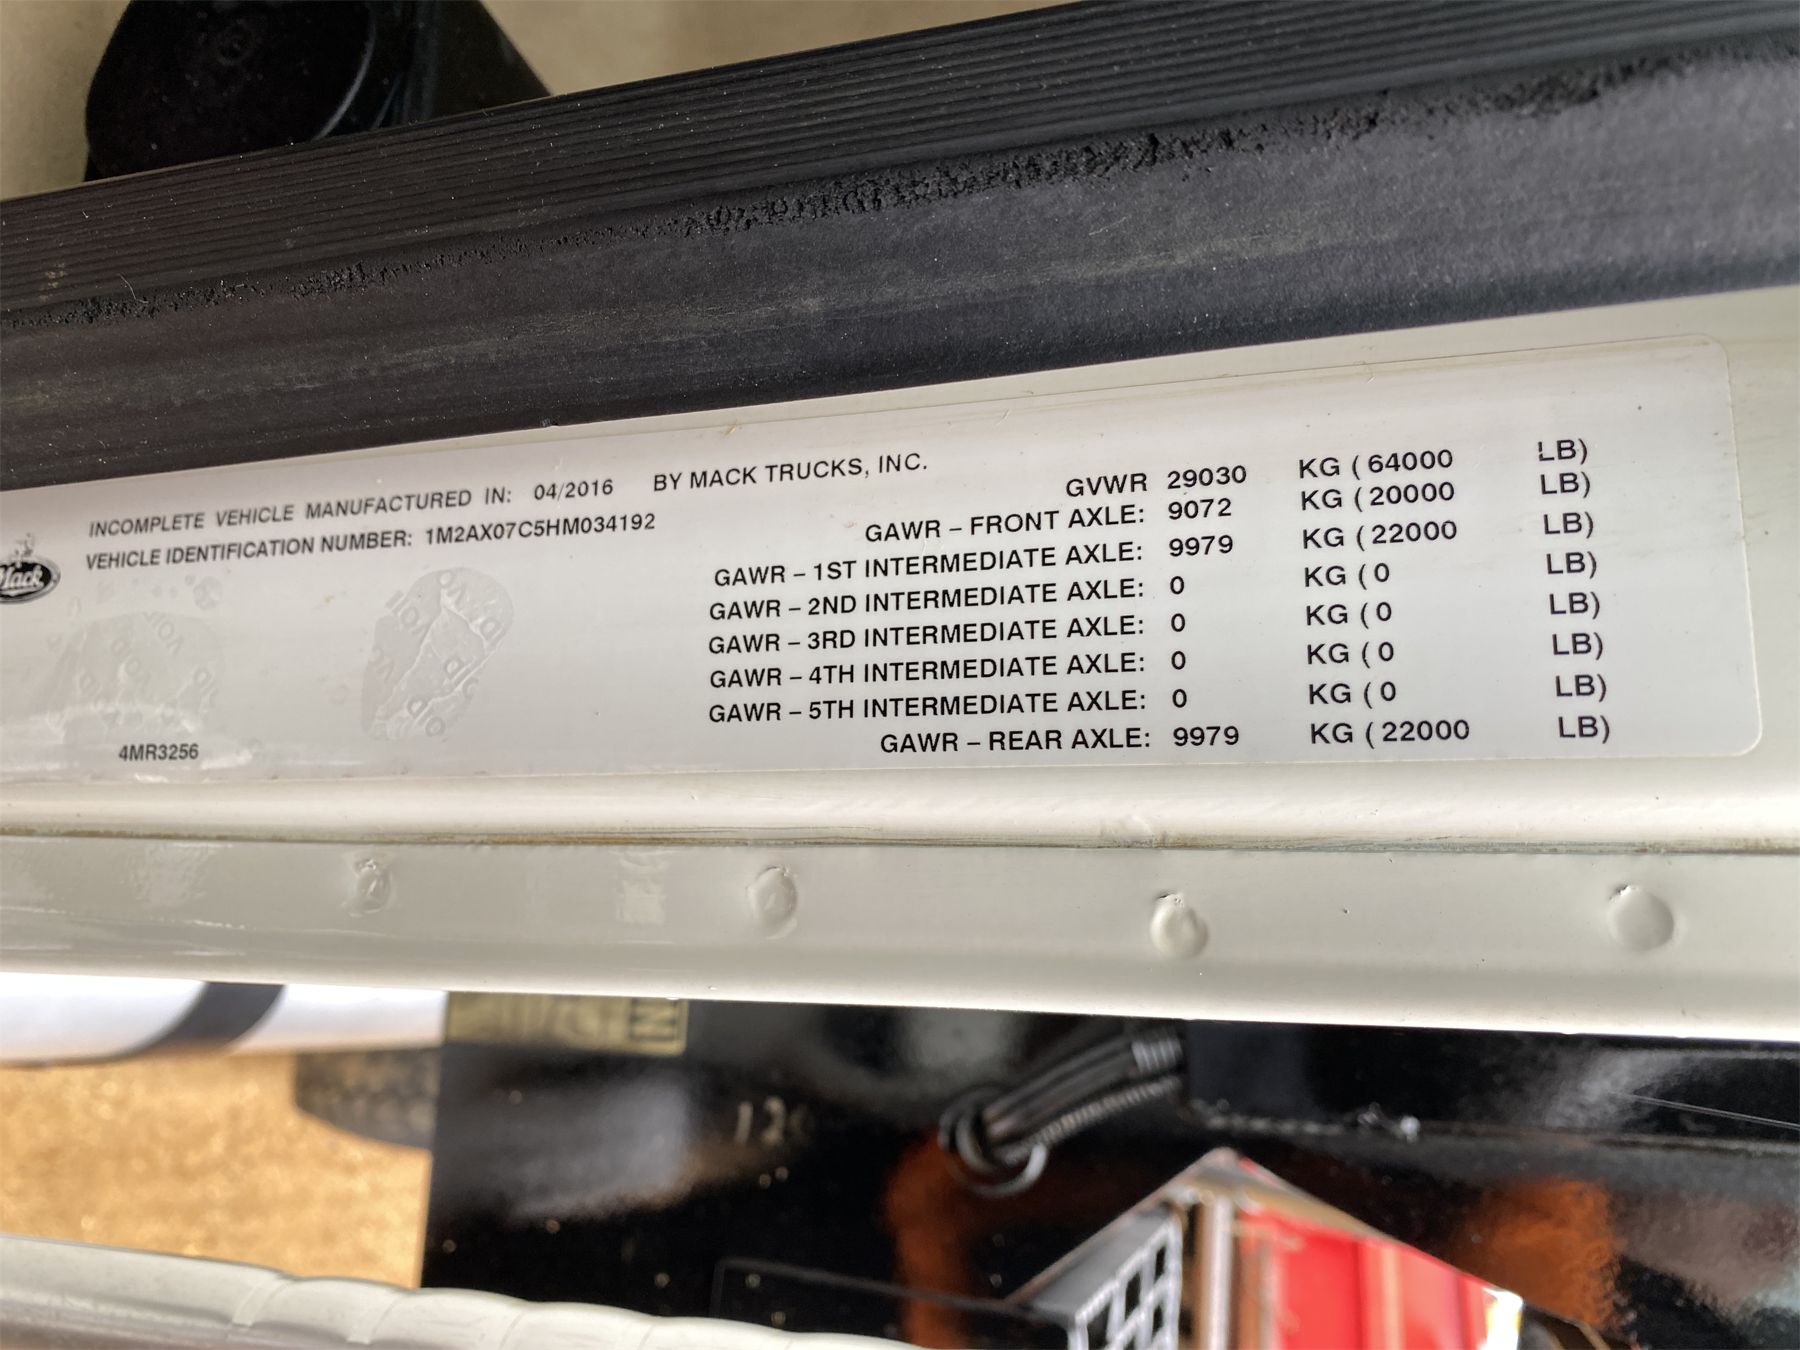 INCOMPLETE VEHICLE MANUFACTURED IN: 04/2016 BY MACK TRUCKS, INC.
VEHICLE IDENTIFICATION NUMBER: 1M2AX07C5HM034192
Mack
GVWR 29030 KG (64000 LB)
GAWR – FRONT AXLE: 9072 KG (20000 LB)
GAWR – 1ST INTERMEDIATE AXLE: 9979 KG (22000 LB)
GAWR – 2ND INTERMEDIATE AXLE: 0 KG (0 LB)
GAWR – 3RD INTERMEDIATE AXLE: 0 KG (0 LB)
GAWR – 4TH INTERMEDIATE AXLE: 0 KG (0 LB)
GAWR – 5TH INTERMEDIATE AXLE: 0 KG (0 LB)
GAWR – REAR AXLE: 9979 KG (22000 LB)
4MR3256
VOID
VOID